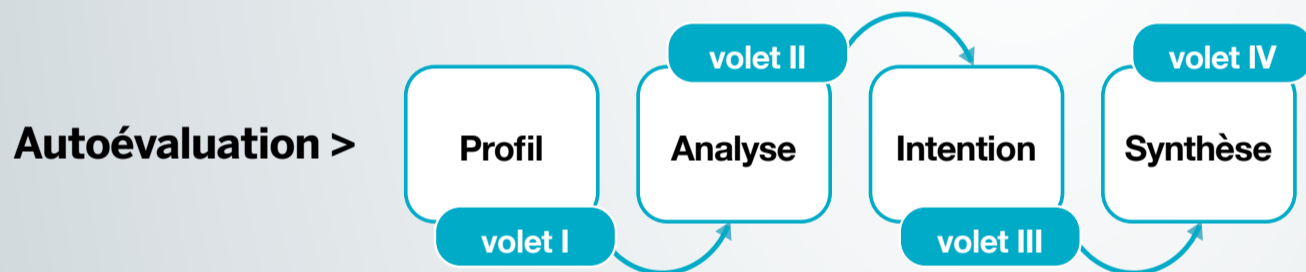 Autoévaluation >
Profil
volet I
volet II
Analyse
Intention
volet III
volet IV
Synthèse